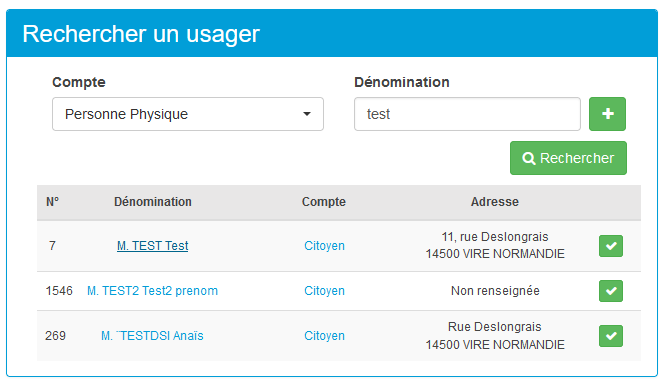 Rechercher un usager
Compte Dénomination
Personne Physique test
Rechercher
N° Dénomination Compte Adresse
7 M. TEST Test Citoyen 11, rue Deslongrais
14500 VIRE NORMANDIE
1546 M. TEST2 Test2 prenom Citoyen Non renseignée
269 M. ¨TESTDSI Anaïs Citoyen Rue Deslongrais
14500 VIRE NORMANDIE